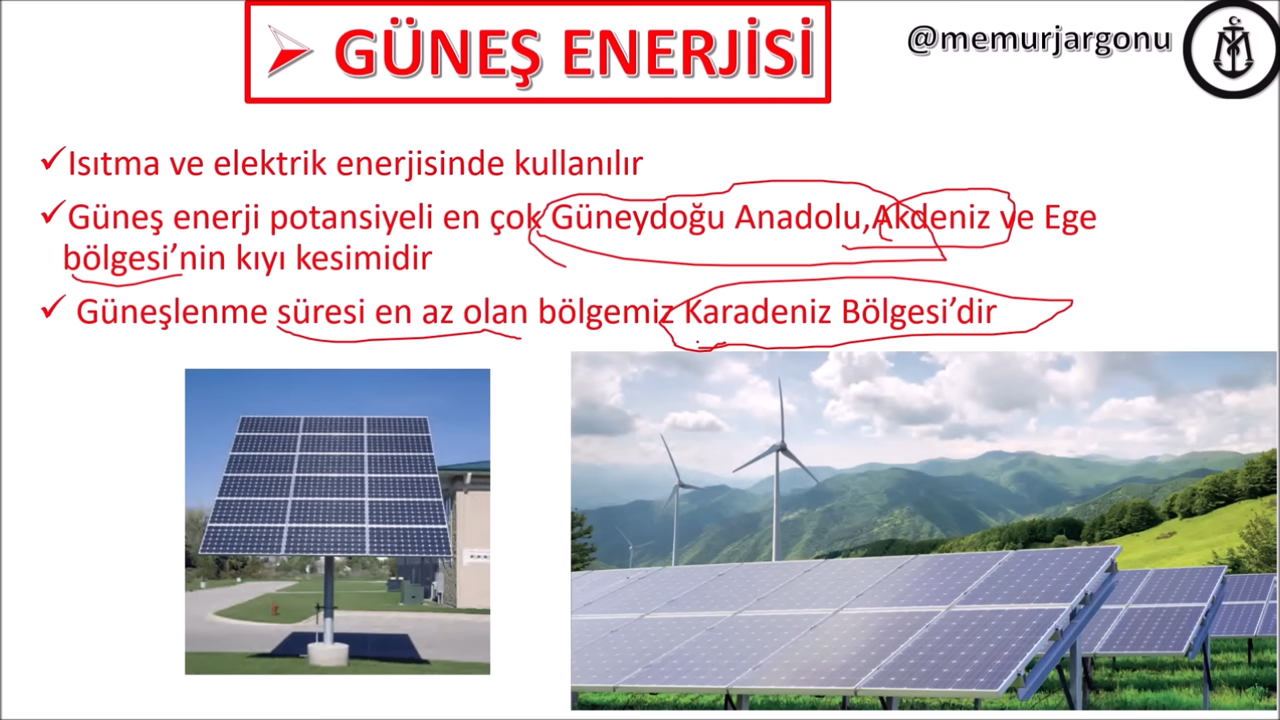 GÜNEŞ ENERJİSİ
@memurjargonu
Isıtma ve elektrik enerjisinde kullanılır
Güneş enerji potansiyeli en çok Güneydoğu Anadolu,Akdeniz ve Ege
bölgesi’nin kıyı kesimidir
Güneşlenme süresi en az olan bölgemiz Karadeniz Bölgesi’dir